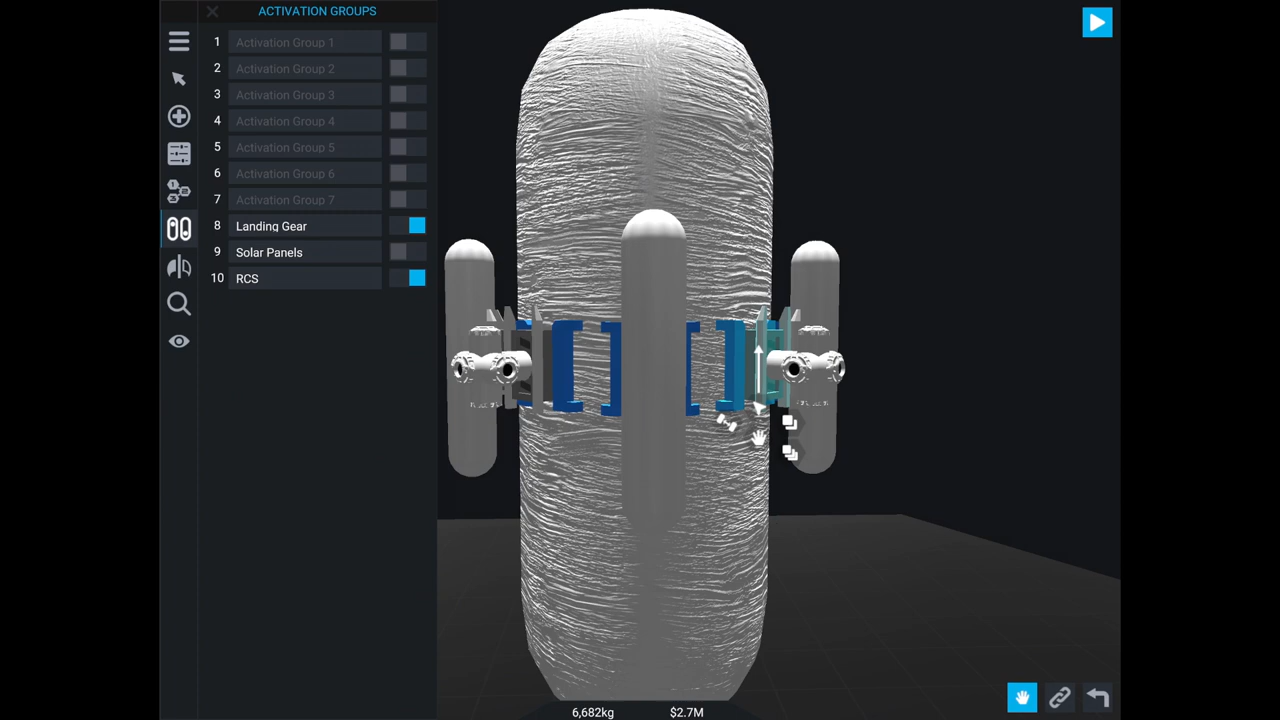 ACTIVATION GROUPS
1 Activation Group 1
2 Activation Group 2
3 Activation Group 3
4 Activation Group 4
5 Activation Group 5
6 Activation Group 6
7 Activation Group 7
8 Landing Gear
9 Solar Panels
10 RCS
6,682kg $2.7M